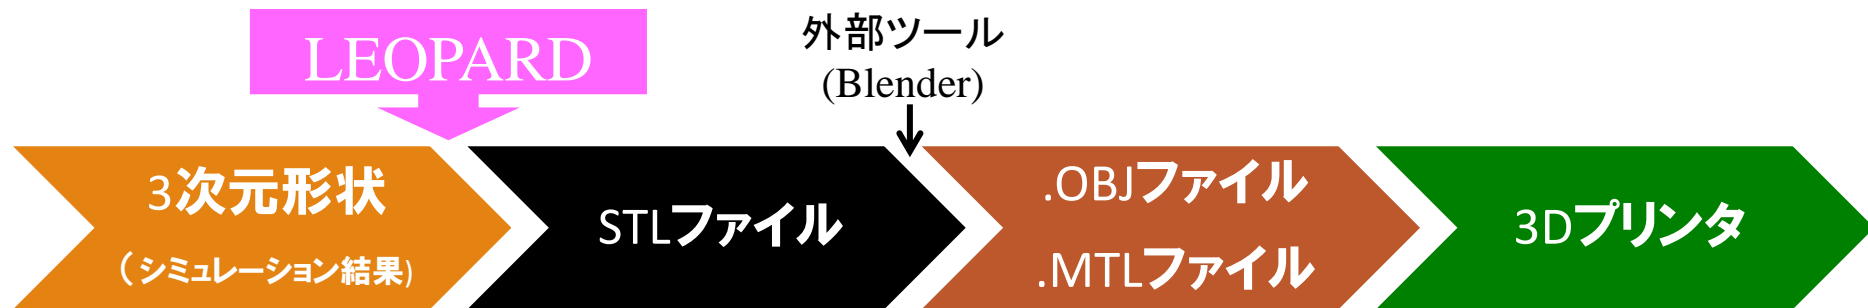 LEOPARD
外部ツール
(Blender)
3次元形状
(シミュレーション結果)
STLファイル
.OBJファイル
.MTLファイル
3Dプリンタ